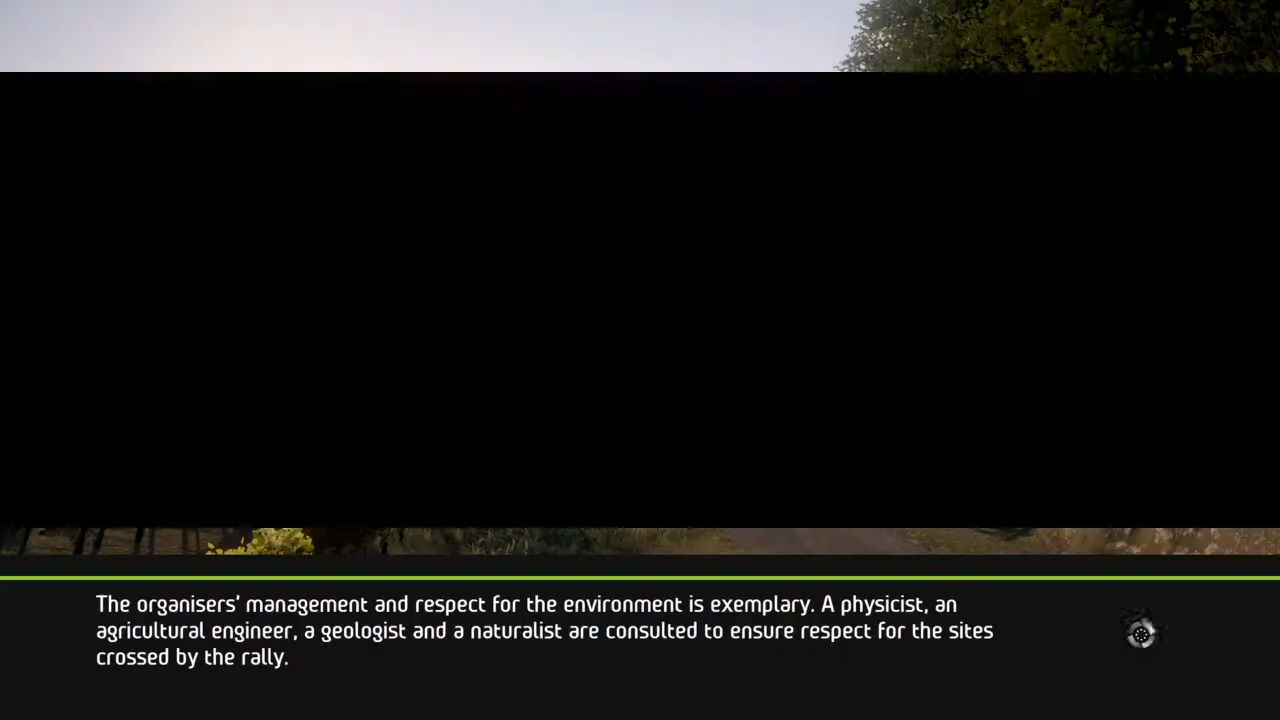 The organisers' management and respect for the environment is exemplary. A physicist, an
agricultural engineer, a geologist and a naturalist are consulted to ensure respect for the sites
crossed by the rally.